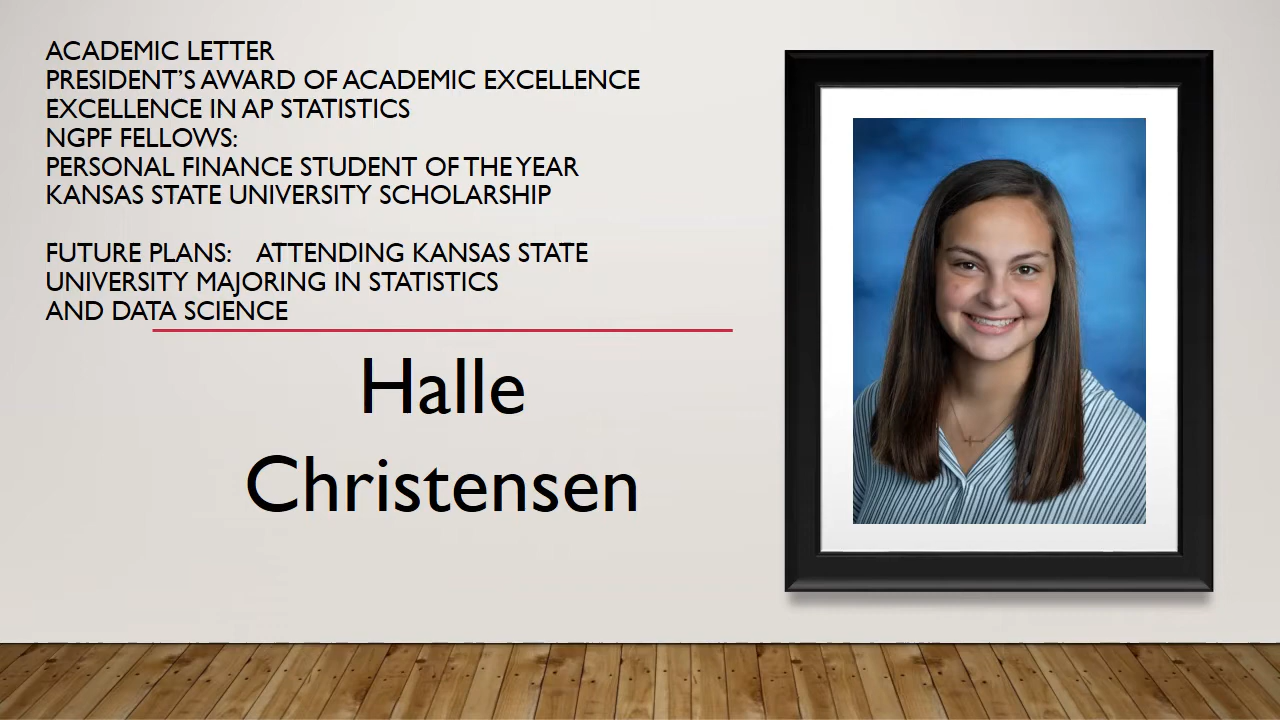 ACADEMIC LETTER
PRESIDENT'S AWARD OF ACADEMIC EXCELLENCE
EXCELLENCE IN AP STATISTICS
NGPF FELLOWS:
PERSONAL FINANCE STUDENT OF THE YEAR
KANSAS STATE UNIVERSITY SCHOLARSHIP
FUTURE PLANS: ATTENDING KANSAS STATE
UNIVERSITY MAJORING IN STATISTICS
AND DATA SCIENCE
Halle
Christensen